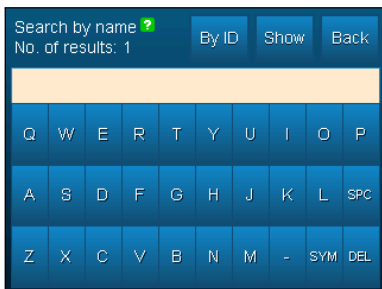 Search by name ?
No. of results: 1
By ID Show Back
Q W E R T Y U I O P
A S D F G H J K L SPC
Z X C V B N M - SYM DEL